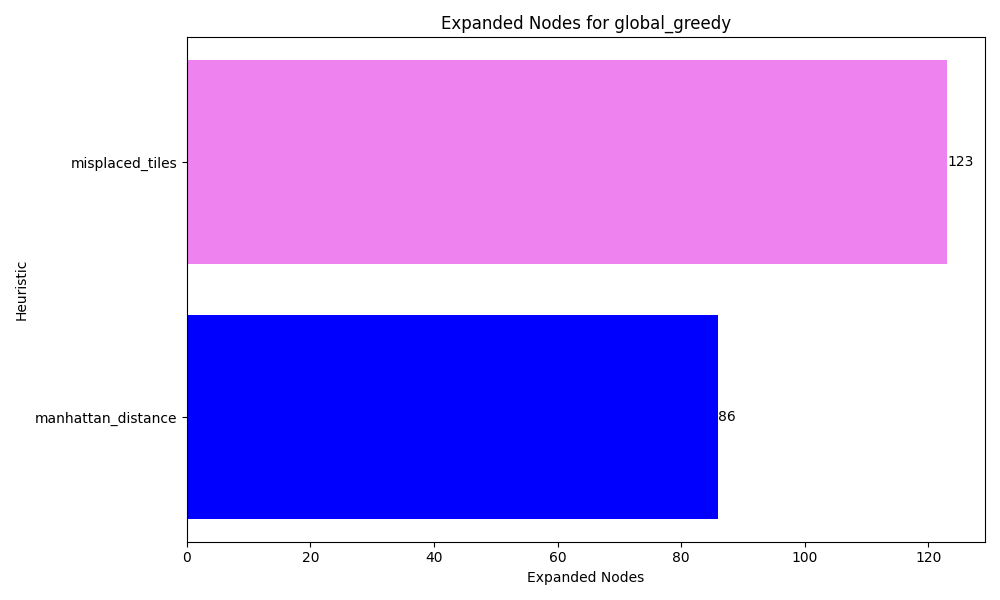 Expanded Nodes for global_greedy
misplaced_tiles
123
Heuristic
manhattan_distance
86
0 20 40 60 80 100 120
Expanded Nodes